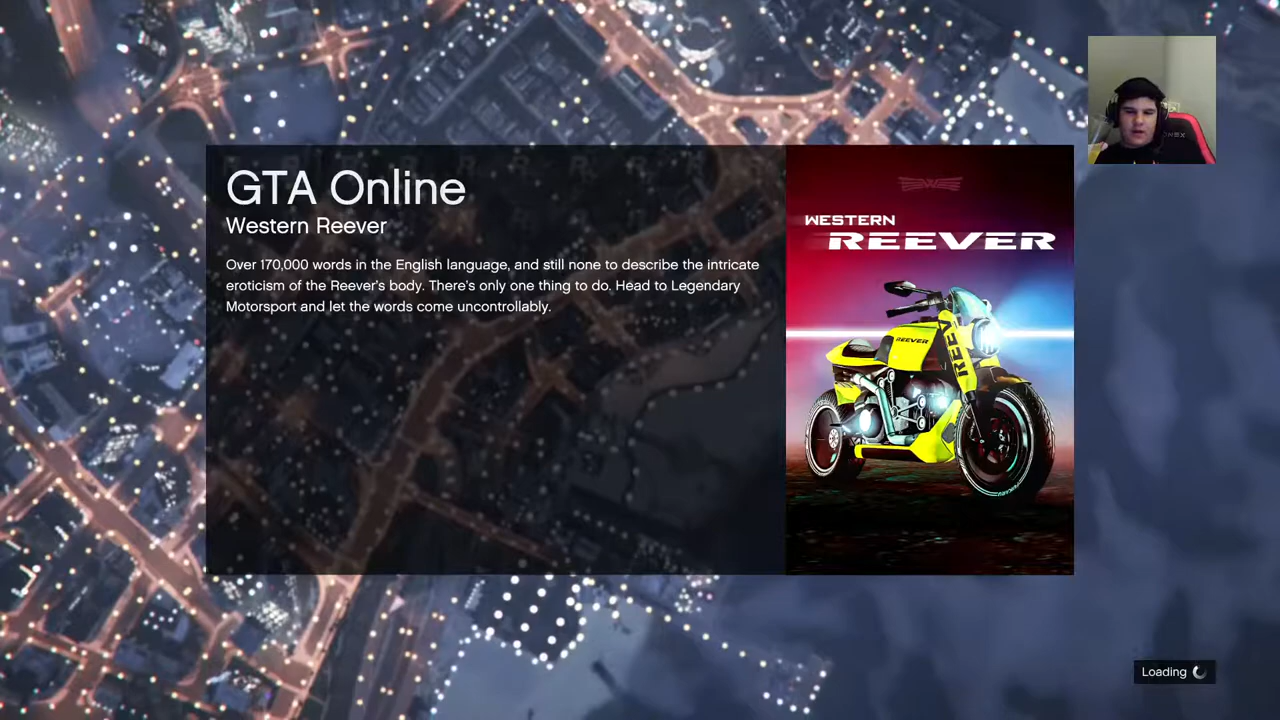 GTA Online
Western Reever
Over 170,000 words in the English language, and still none to describe the intricate
eroticism of the Reever's body. There's only one thing to do. Head to Legendary
Motorsport and let the words come uncontrollably.
WESTERN
REEVER
REEVER
REEV
Loading